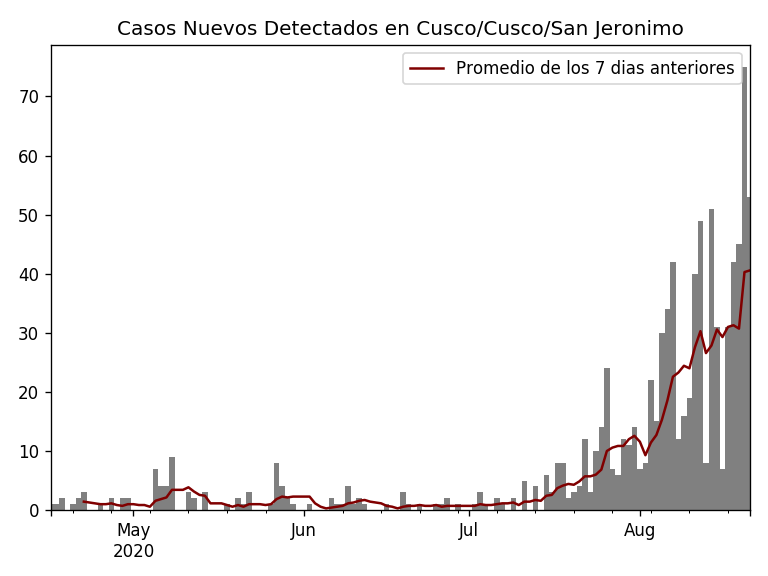 Casos Nuevos Detectados en Cusco/Cusco/San Jeronimo
Promedio de los 7 dias anteriores
70
60
50
40
30
20
10
0
May
2020
Jun
Jul
Aug